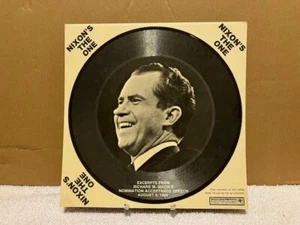 NIXON'S
THE
ONE
NIXON'S
THE
ONE
EXCERPTS FROM
RICHARD M. NIXON'S
NOMINATION ACCEPTANCE SPEECH
AUGUST 8, 1968
NIXON'S
THE
ONE